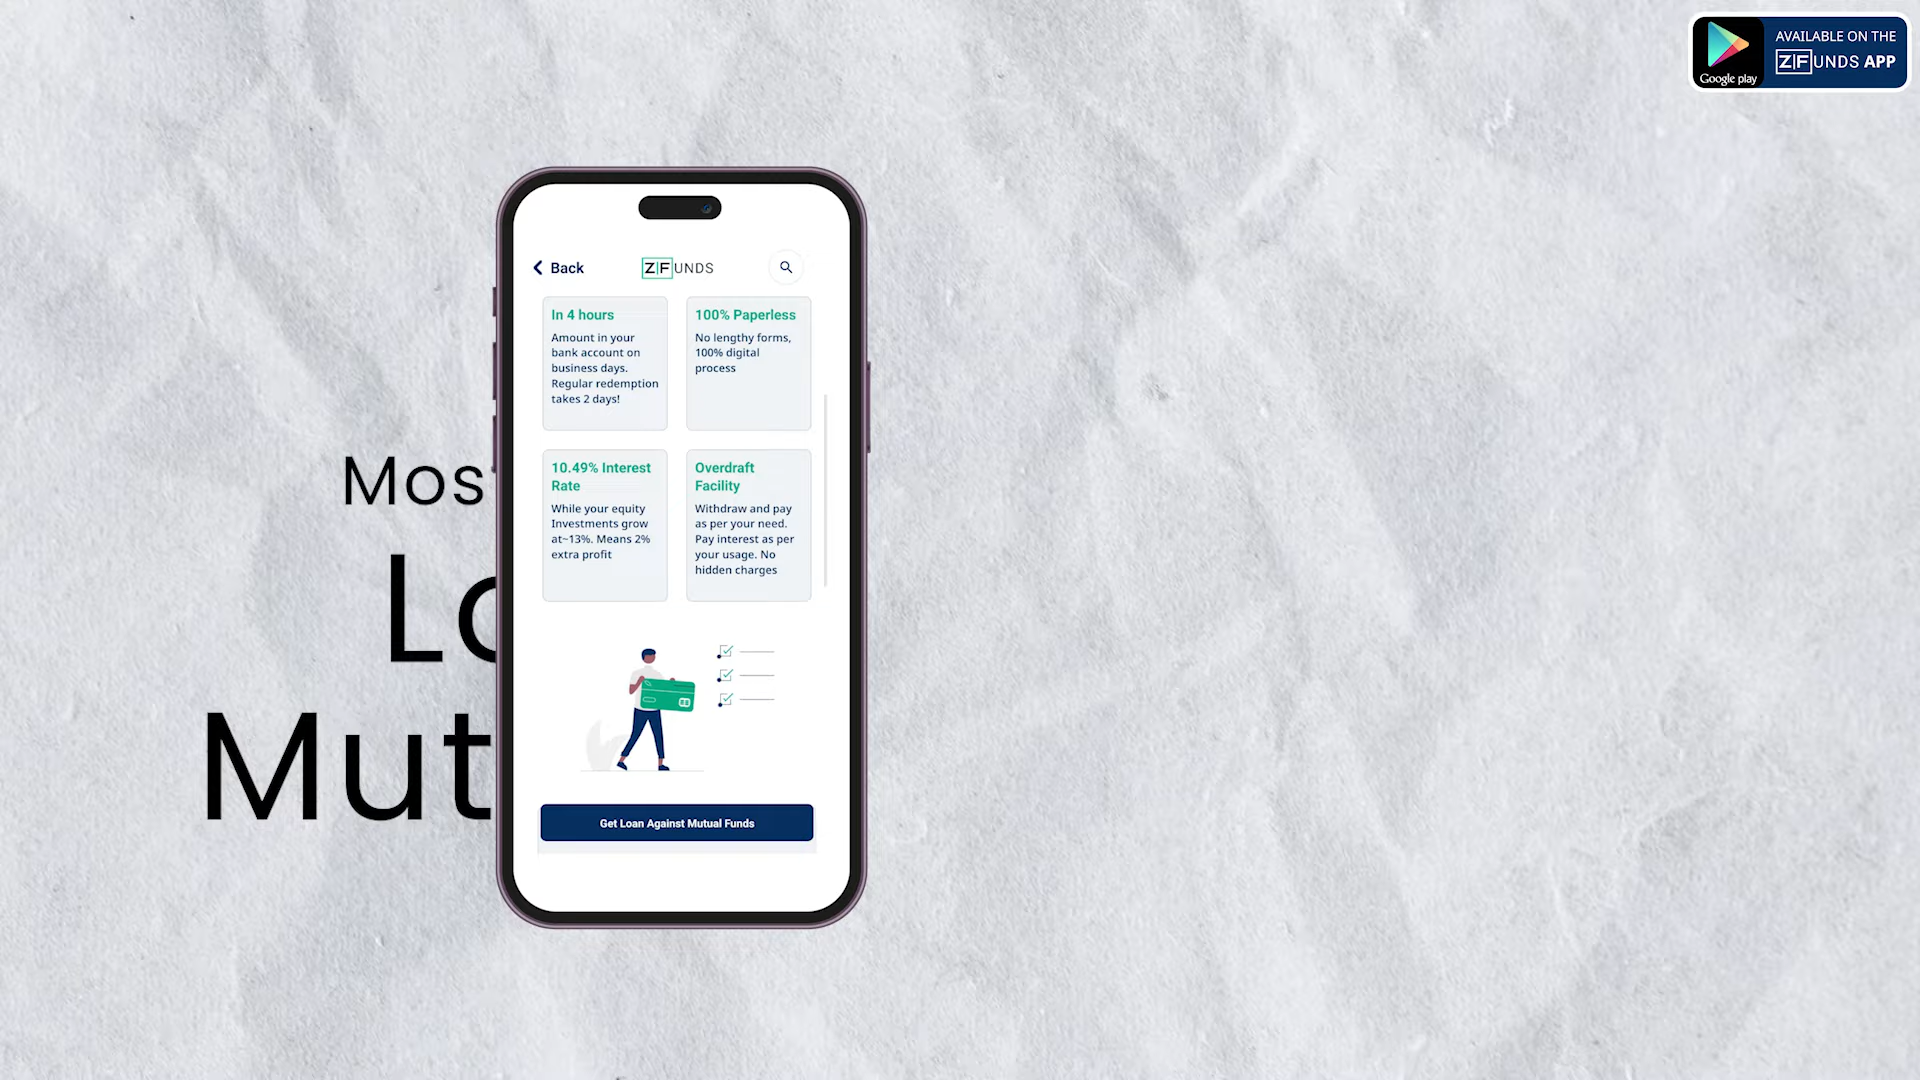 AVAILABLE ON THE
ZFUNDS APP
Google play
Back
ZFUNDS
In 4 hours
Amount in your
bank account on
business days.
Regular redemption
takes 2 days!
100% Paperless
No lengthy forms,
100% digital
process
10.49% Interest
Rate
While your equity
Investments grow
at~13%. Means 2%
extra profit
Overdraft
Facility
Withdraw and pay
as per your need.
Pay interest as per
your usage. No
hidden charges
Get Loan Against Mutual Funds
Mos
Lo
Mut